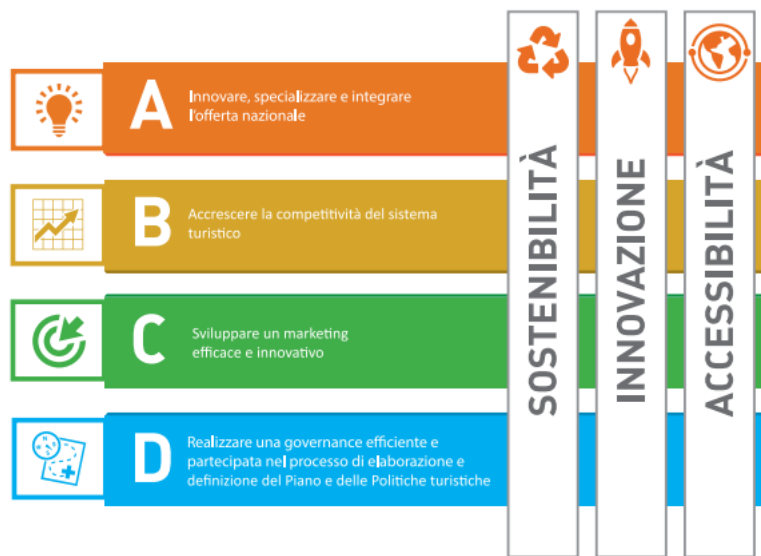 A
Innovare, specializzare e integrare
l'offerta nazionale
B
Accrescere la competitività del sistema
turistico
C
Sviluppare un marketing
efficace e innovativo
D
Realizzare una governance efficiente e
partecipata nel processo di elaborazione e
definizione del Piano e delle Politiche turistiche
SOSTENIBILITÀ
INNOVAZIONE
ACCESSIBILITÀ